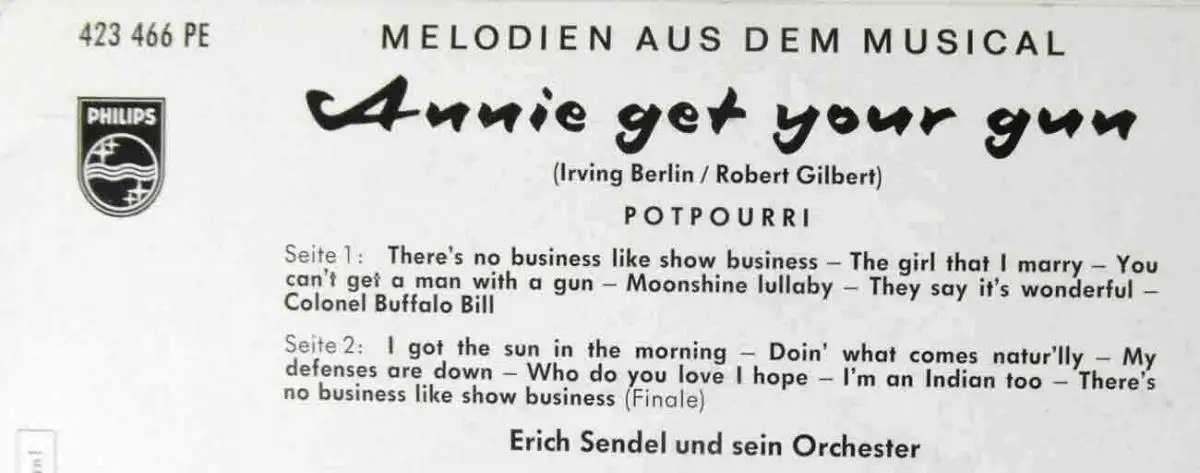 423 466 PE
MELODIEN AUS DEM MUSICAL
PHILIPS
Annie get your gun
(Irving Berlin / Robert Gilbert)
POTPOURRI
Seite 1: There's no business like show business – The girl that I marry – You
can't get a man with a gun – Moonshine lullaby – They say it's wonderful –
Colonel Buffalo Bill
Seite 2: I got the sun in the morning – Doin' what comes natur'lly – My
defenses are down – Who do you love I hope – I'm an Indian too – There's
no business like show business (Finale)
Erich Sendel und sein Orchester